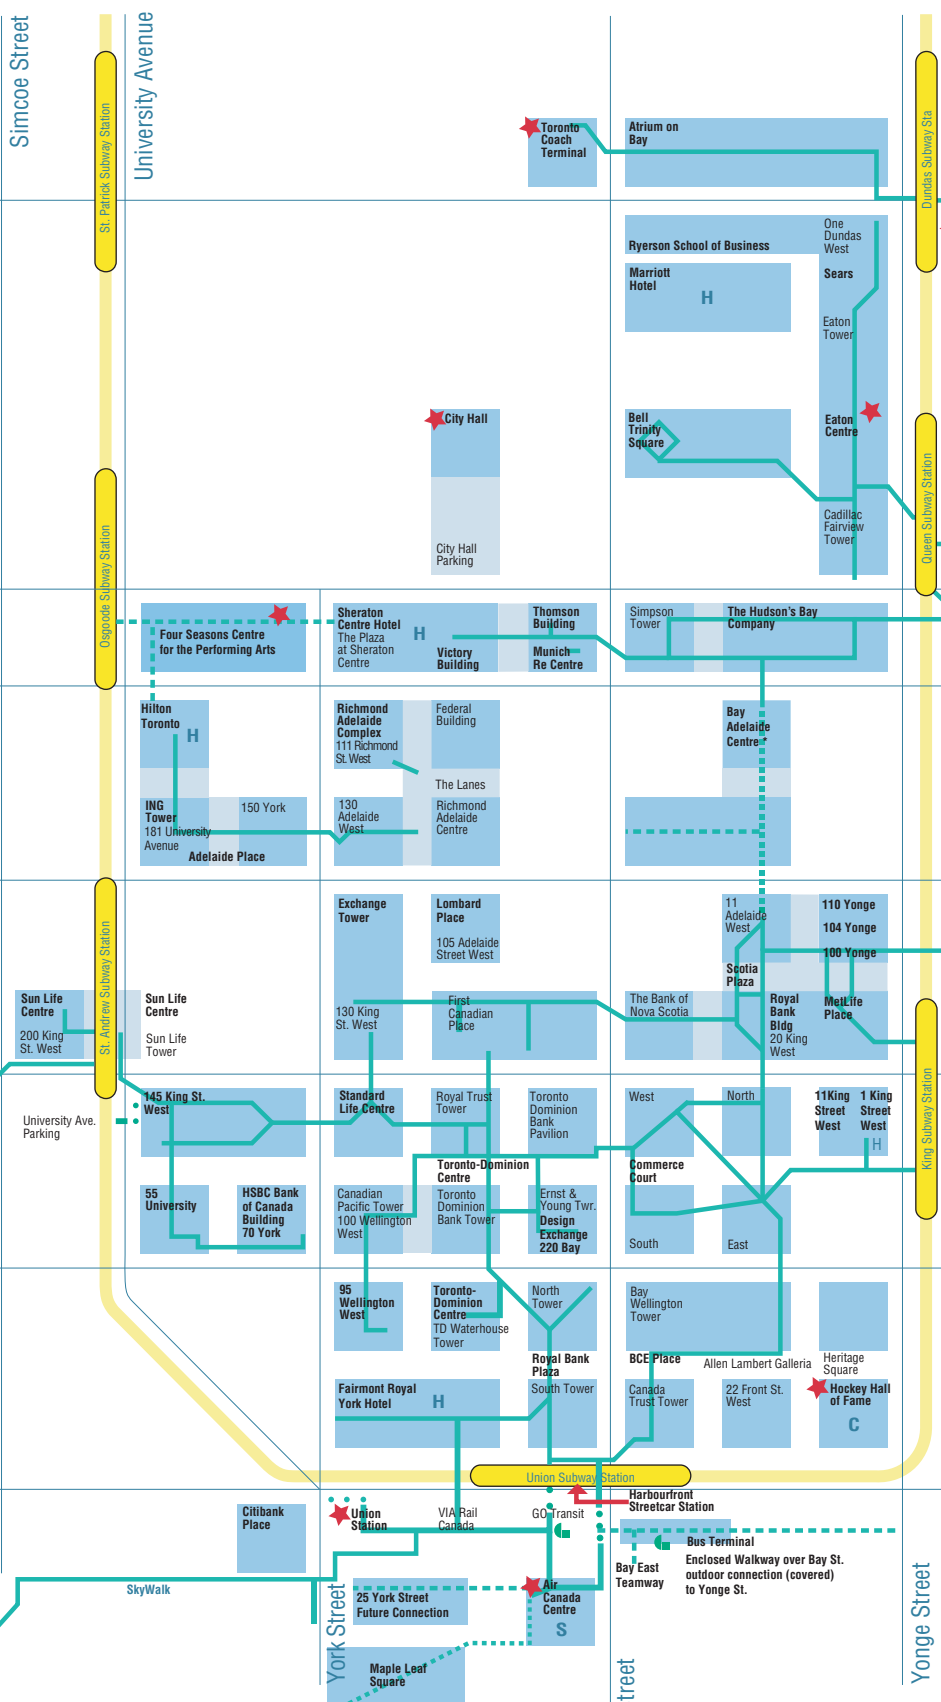 Simcoe Street
University Avenue
St. Patrick Subway Station
Dundas Subway Sta
Toronto
Coach
Terminal
Atrium on
Bay
Ryerson School of Business
One
Dundas
West
Marriott
Hotel
H
Sears
Eaton
Tower
City Hall
City Hall
Parking
Bell
Trinity
Square
Eaton
Centre
Cadillac
Fairview
Tower
Queen Subway Station
Osgoode Subway Station
Four Seasons Centre
for the Performing Arts
Sheraton
Centre Hotel
The Plaza
at Sheraton
Centre
H
Victory
Building
Thomson
Building
Munich
Re Centre
Simpson
Tower
The Hudson's Bay
Company
Hilton
Toronto
H
Richmond
Adelaide
Complex
111 Richmond
St. West
Federal
Building
The Lanes
Bay
Adelaide
Centre *
ING
Tower
181 University
Avenue
150 York
Adelaide Place
130
Adelaide
West
Richmond
Adelaide
Centre
St. Andrew Subway Station
Exchange
Tower
Lombard
Place
105 Adelaide
Street West
11
Adelaide
West
110 Yonge
104 Yonge
100 Yonge
Scotia
Plaza
Sun Life
Centre
200 King
St. West
Sun Life
Centre
Sun Life
Tower
130 King
St. West
First
Canadian
Place
The Bank of
Nova Scotia
Royal
Bank
Bldg
20 King
West
MetLife
Place
King Subway Station
University Ave.
Parking
145 King St.
West
Standard
Life Centre
Royal Trust
Tower
Toronto
Dominion
Bank
Pavilion
West
North
11King
Street
West
1 King
Street
West
H
Toronto-Dominion
Centre
Commerce
Court
55
University
HSBC Bank
of Canada
Building
70 York
Canadian
Pacific Tower
100 Wellington
West
Toronto
Dominion
Bank Tower
Ernst &
Young Twr.
Design
Exchange
220 Bay
South
East
95
Wellington
West
Toronto-
Dominion
Centre
TD Waterhouse
Tower
North
Tower
Bay
Wellington
Tower
Royal Bank
Plaza
BCE Place
Allen Lambert Galleria
Heritage
Square
Fairmont Royal
York Hotel
H
South Tower
Canada
Trust Tower
22 Front St.
West
Hockey Hall
of Fame
C
Union Subway Station
Harbourfront
Streetcar Station
Citibank
Place
Union
Station
VIA Rail
Canada
GO Transit
Bus Terminal
Enclosed Walkway over Bay St.
outdoor connection (covered)
to Yonge St.
Bay East
Teamway
SkyWalk
25 York Street
Future Connection
Air
Canada
Centre
S
Maple Leaf
Square
York Street
treet
Yonge Street